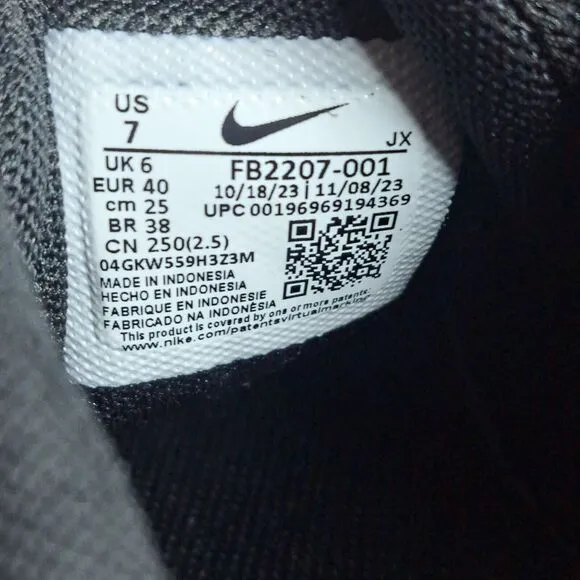 US
7
JX
UK 6
FB2207-001
EUR 40
10/18/23 | 11/08/23
cm 25
UPC 00196969194369
BR 38
CN 250(2.5)
04GKW559H3Z3M
MADE IN INDONESIA
HECHO EN INDONESIA
FABRIQUE EN INDONESIE
FABRICADO NA INDONÉSIA
This product is covered by one or more patents:
www.nike.com/patentsvirtualmarking